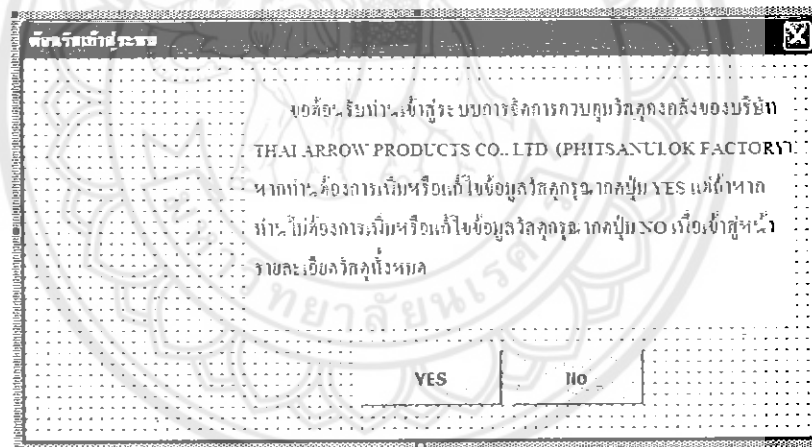 ต้อนรับเข้าสู่ระบบ
ขอต้อนรับท่านเข้าสู่ระบบการจัดการควบคุมวัสดุคงคลังของบริษัท
THAI ARROW PRODUCTS CO., LTD (PHITSANULOK FACTORY)
หากท่านต้องการเพิ่มหรือแก้ไขข้อมูลวัสดุกรุณากดปุ่ม YES แต่ถ้าหาก
ท่านไม่ต้องการเพิ่มหรือแก้ไขข้อมูลวัสดุกรุณากดปุ่ม NO เพื่อเข้าสู่หน้า
รายละเอียดวัสดุทั้งหมด
YES
NO